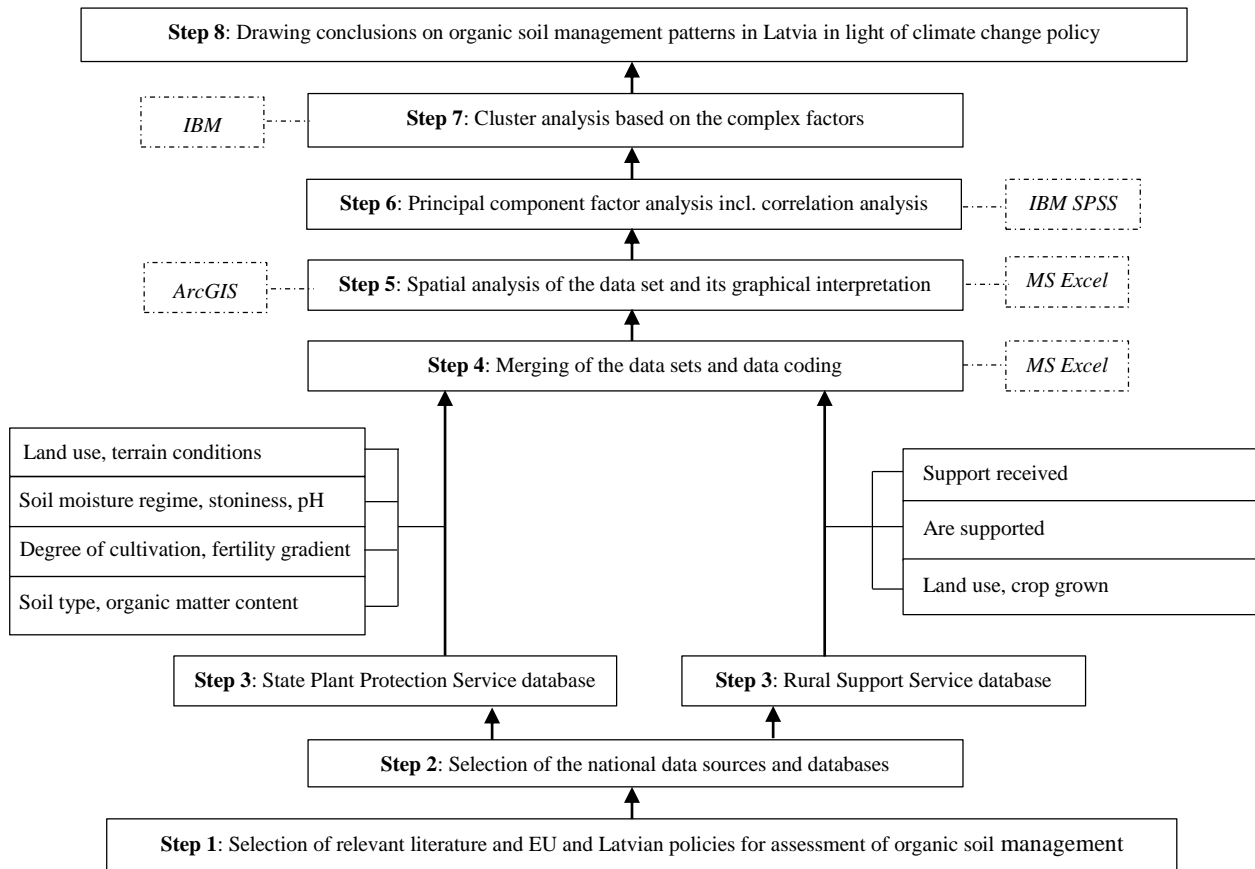 Step 8: Drawing conclusions on organic soil management patterns in Latvia in light of climate change policy
IBM
Step 7: Cluster analysis based on the complex factors
Step 6: Principal component factor analysis incl. correlation analysis
IBM SPSS
ArcGIS
Step 5: Spatial analysis of the data set and its graphical interpretation
MS Excel
Step 4: Merging of the data sets and data coding
MS Excel
Land use, terrain conditions
Soil moisture regime, stoniness, pH
Degree of cultivation, fertility gradient
Soil type, organic matter content
Support received
Are supported
Land use, crop grown
Step 3: State Plant Protection Service database
Step 3: Rural Support Service database
Step 2: Selection of the national data sources and databases
Step 1: Selection of relevant literature and EU and Latvian policies for assessment of organic soil management